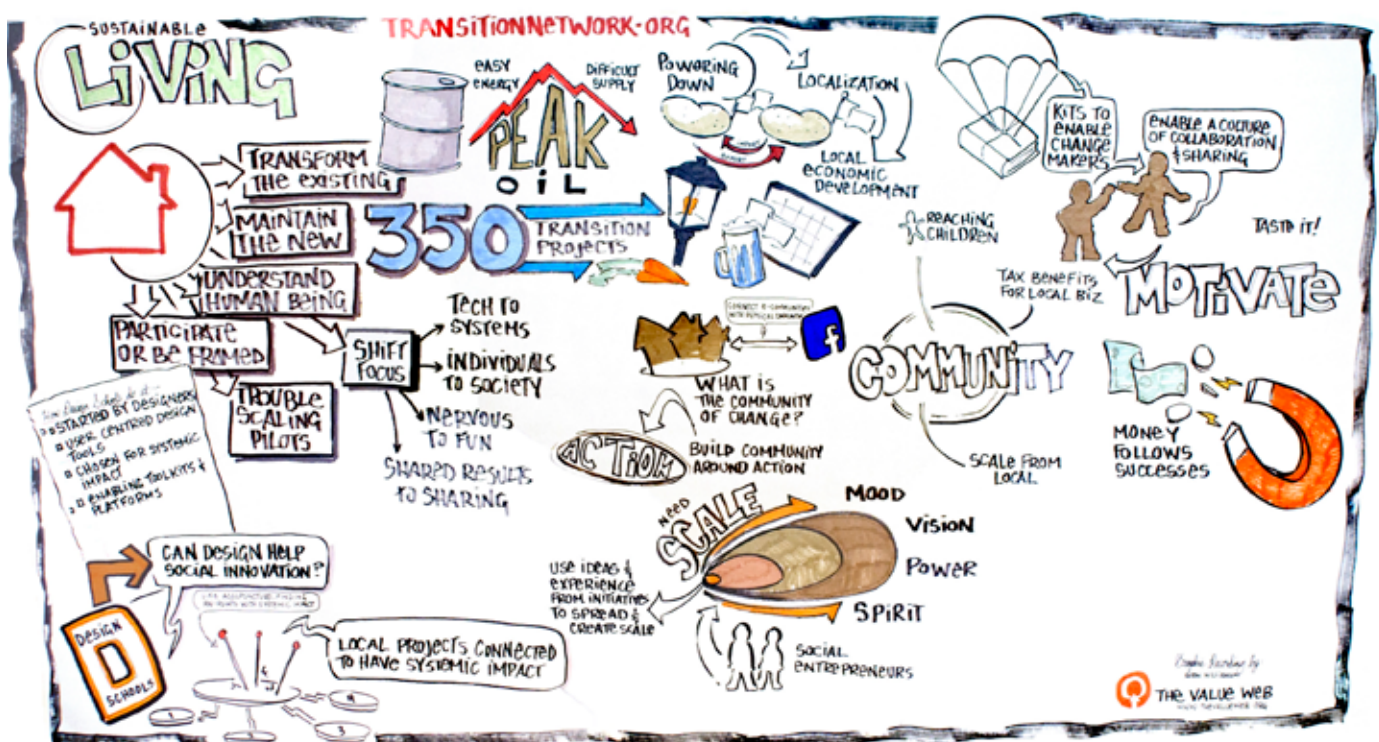 SUSTAINABLE
LiViNG
TRANSITIONNETWORK·ORG
EASY
ENERGY
DIFFICULT
SUPPLY
PEAK
OiL
POWERING
DOWN
LOCALIZATION
LOCAL
ECONOMIC
DEVELOPMENT
KITS TO
ENABLE
CHANGE
MAKERS
ENABLE A CULTURE
OF COLLABORATION
& SHARING
TRANSFORM
THE EXISTING
MAINTAIN
THE NEW
UNDERSTAND
HUMAN BEING
PARTICIPATE
OR BE FRAMED
TROUBLE
SCALING
PILOTS
SHIFT
FOCUS
TECH TO
SYSTEMS
INDIVIDUALS
TO SOCIETY
NERVOUS
TO FUN
SHARED RESULTS
TO SHARING
350
TRANSITION
PROJECTS
REACHING
CHILDREN
TAX BENEFITS
FOR LOCAL BIZ
COMMUNiTY
SCALE FROM
LOCAL
MOTiVATE
MONEY
FOLLOWS
SUCCESSES
f
WHAT IS
THE COMMUNITY
OF CHANGE?
ACTiON
BUILD COMMUNITY
AROUND ACTION
NEED
SCALE
MOOD
VISION
POWER
SPIRIT
USE IDEAS &
EXPERIENCE
FROM INITIATIVES
TO SPREAD &
CREATE SCALE
SOCIAL
ENTREPRENEURS
STARTED BY DESIGNERS
USER CENTRED DESIGN
TOOLS
CHOSEN FOR SYSTEMIC
IMPACT
ENABLING TOOLKITS &
PLATFORMS
CAN DESIGN HELP
SOCIAL INNOVATION?
DESIGN
D
SCHOOLS
LOCAL PROJECTS CONNECTED
TO HAVE SYSTEMIC IMPACT
THE VALUE WEB